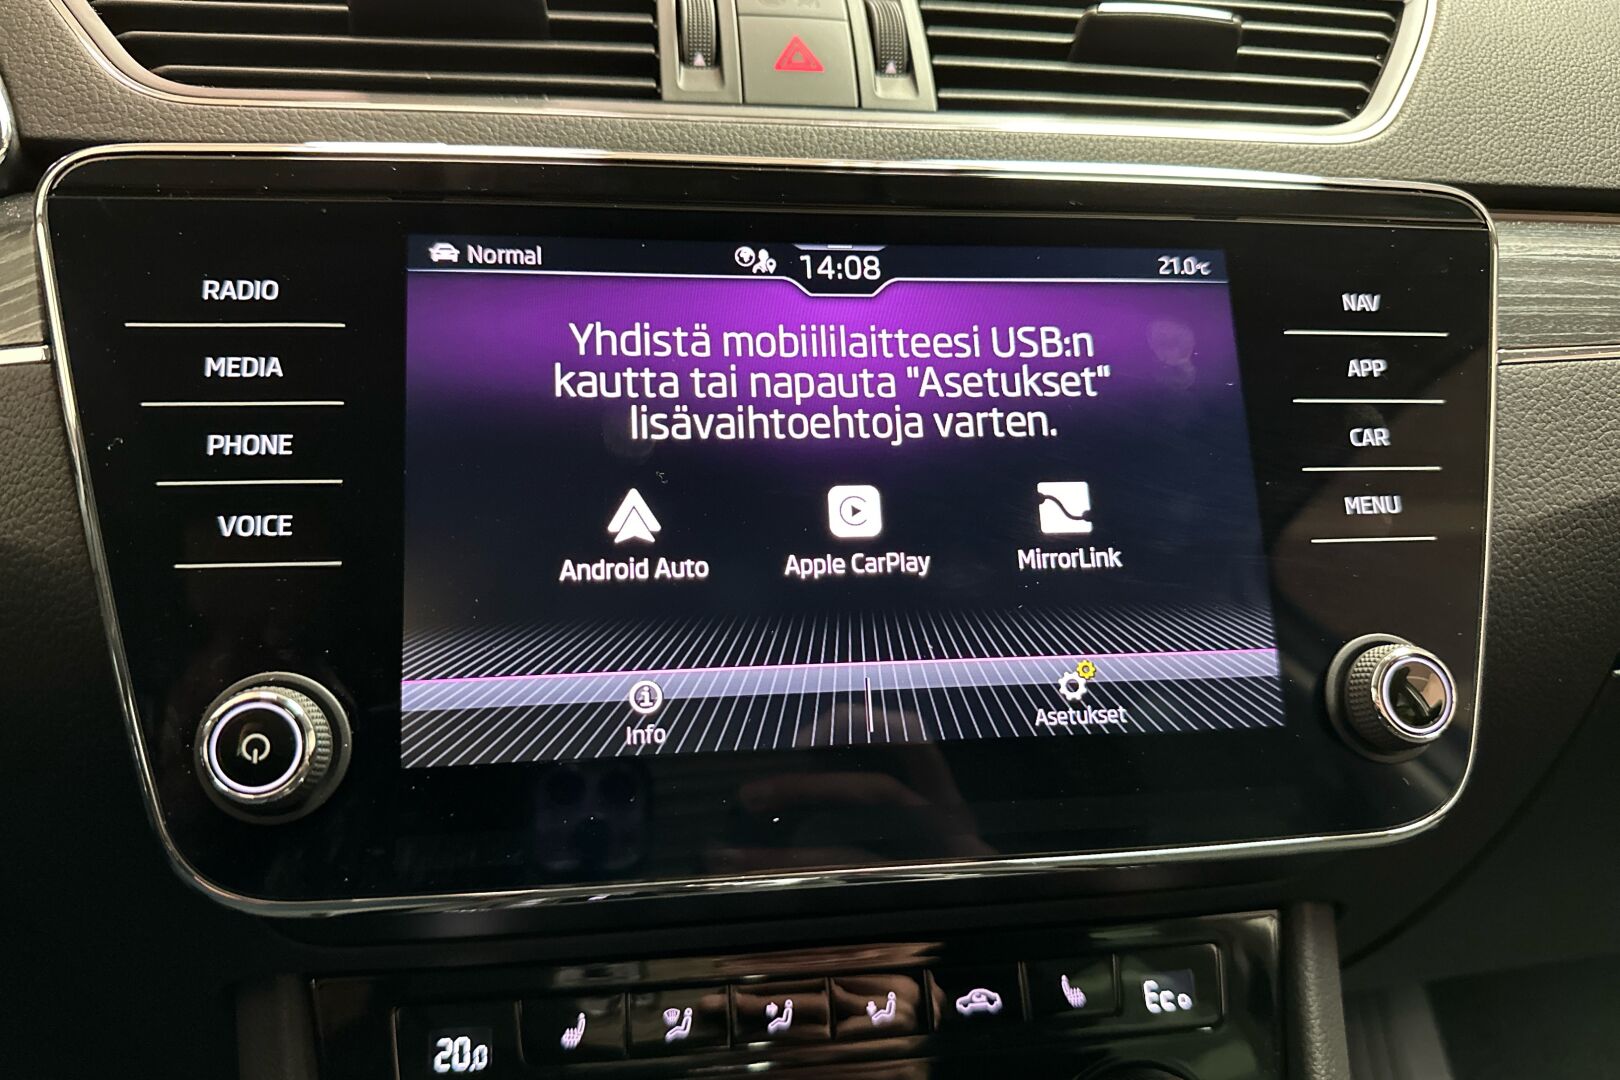 Normal
14:08
21.0°C
RADIO
MEDIA
PHONE
VOICE
Yhdistä mobiililaitteesi USB:n
kautta tai napauta "Asetukset"
lisävaihtoehtoja varten.
Android Auto
Apple CarPlay
MirrorLink
Info
Asetukset
NAV
APP
CAR
MENU
20.0
Eco